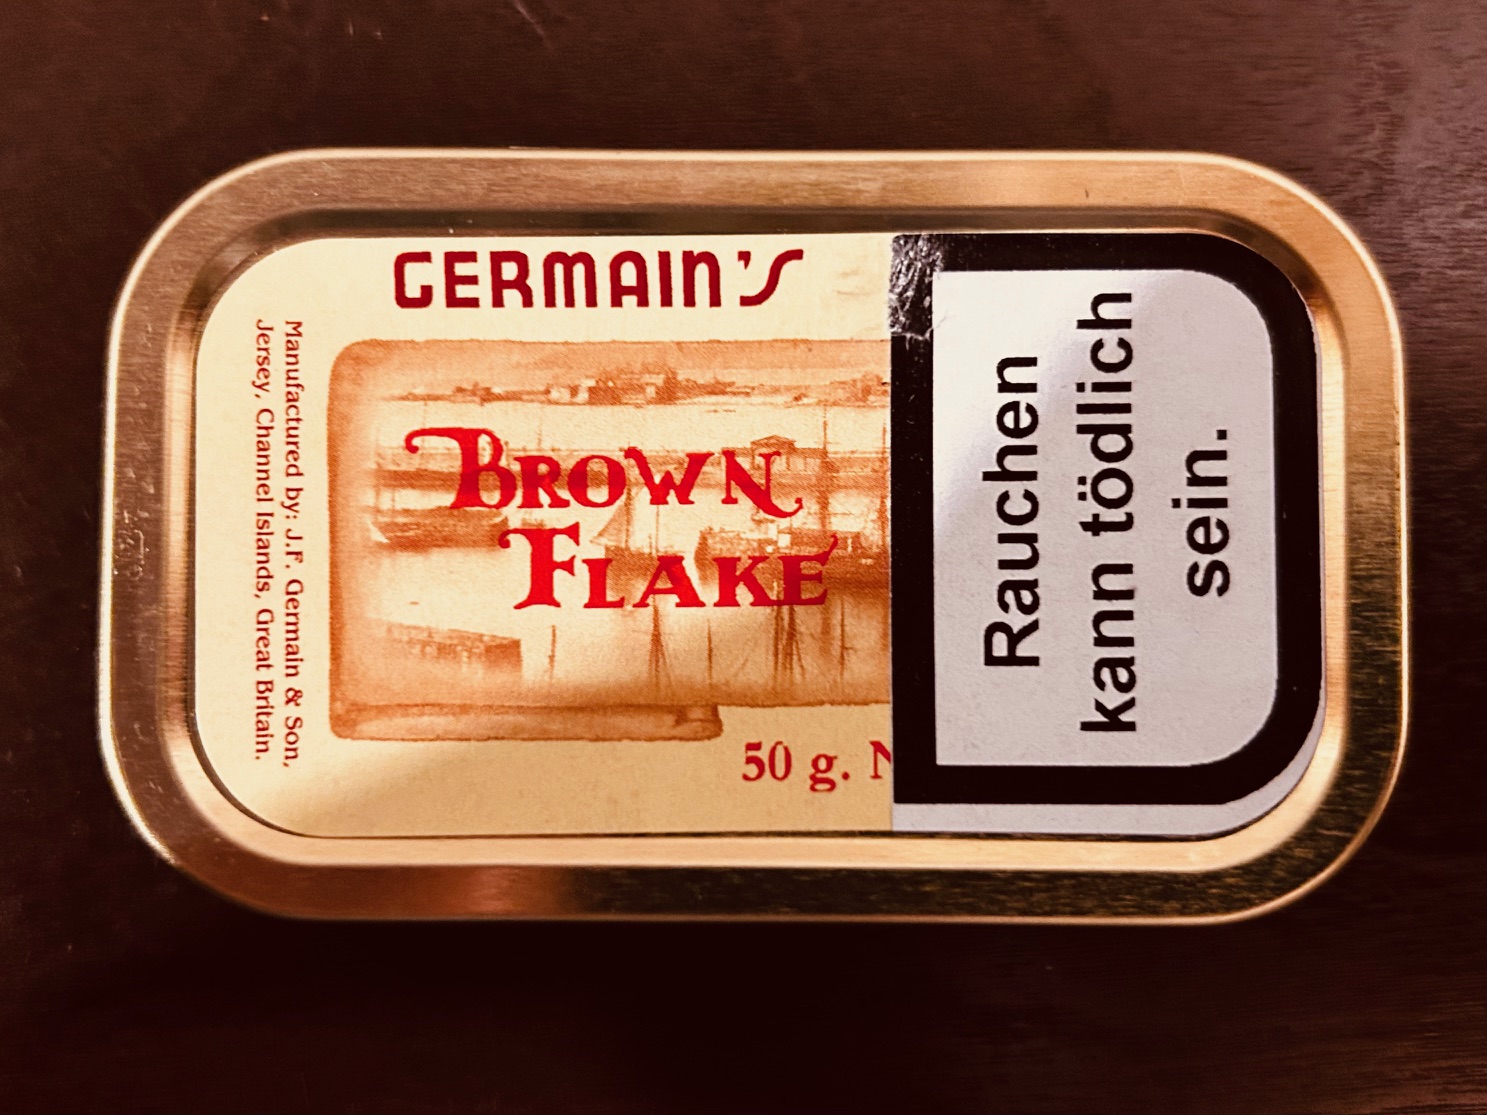 GERMAIN'S
BROWN
FLAKE
50 g.
Manufactured by: J.F. Germain & Son,
Jersey, Channel Islands, Great Britain.
Rauchen
kann tödlich
sein.